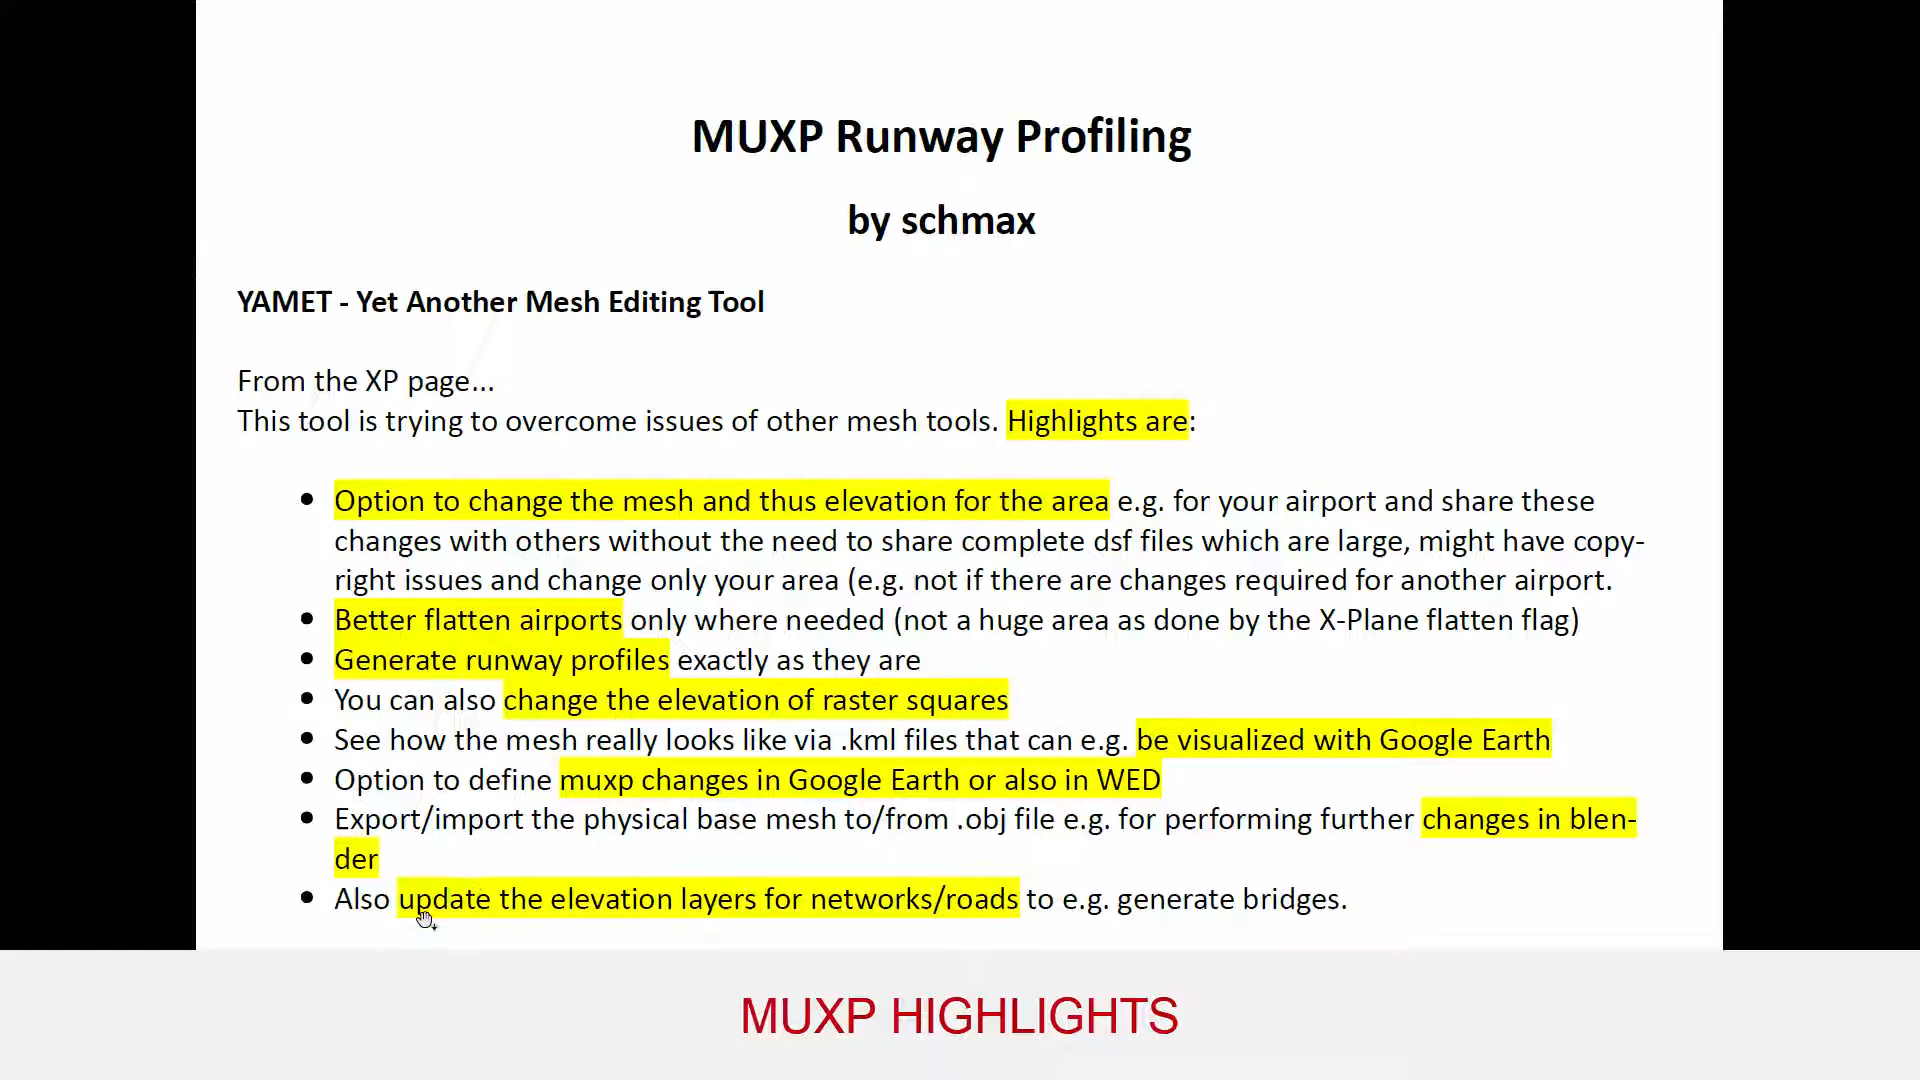 MUXP Runway Profiling
by schmax
YAMET - Yet Another Mesh Editing Tool
From the XP page...
This tool is trying to overcome issues of other mesh tools. Highlights are:
• Option to change the mesh and thus elevation for the area e.g. for your airport and share these
changes with others without the need to share complete dsf files which are large, might have copy-
right issues and change only your area (e.g. not if there are changes required for another airport.
• Better flatten airports only where needed (not a huge area as done by the X-Plane flatten flag)
• Generate runway profiles exactly as they are
• You can also change the elevation of raster squares
• See how the mesh really looks like via .kml files that can e.g. be visualized with Google Earth
• Option to define muxp changes in Google Earth or also in WED
• Export/import the physical base mesh to/from .obj file e.g. for performing further changes in blen-
der
• Also update the elevation layers for networks/roads to e.g. generate bridges.
MUXP HIGHLIGHTS